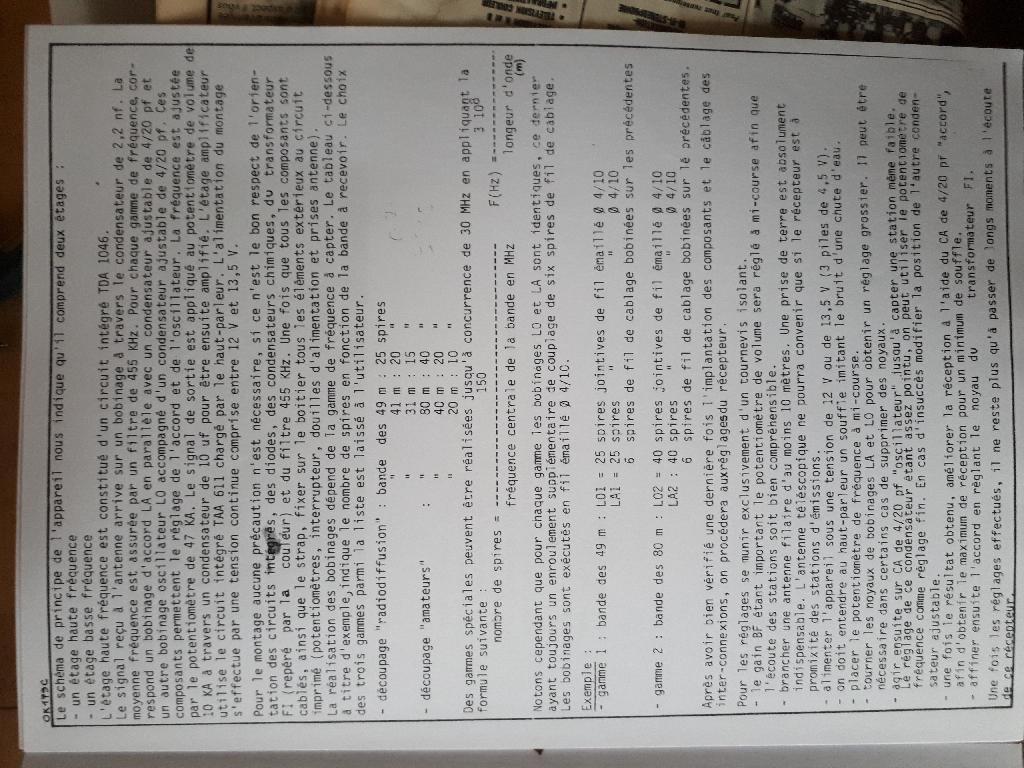 OK119C
Le schéma de principe de l'appareil nous indique qu'il comprend deux étages :
- un étage haute fréquence
- un étage basse fréquence
L'étage haute fréquence est constitué d'un circuit intégré TDA 1046.
Le signal reçu à l'antenne arrive sur un bobinage à travers le condensateur de 2,2 nf. La
moyenne fréquence est assurée par un filtre de 455 KHz. Pour chaque gamme de fréquence, cor-
respond un bobinage d'accord LA en parallèle avec un condensateur ajustable de 4/20 pf et
un autre bobinage oscillateur LO accompagné d'un condensateur ajustable de 4/20 pf. Ces
composants permettent le réglage de l'accord et de l'oscillateur. La fréquence est ajustée
par le potentiomètre de 47 KA. Le signal de sortie est appliqué au potentiomètre de volume de
10 KA à travers un condensateur de 10 uf pour être ensuite amplifié. L'étage amplificateur
utilise le circuit intégré TAA 611 chargé par le haut-parleur. L'alimentation du montage
s'effectue par une tension continue comprise entre 12 V et 13,5 V.
Pour le montage aucune précaution n'est nécessaire, si ce n'est le bon respect de l'orien-
tation des circuits intégrés, des diodes, des condensateurs chimiques, du transformateur
F1 (repéré par la couleur) et du filtre 455 KHz. Une fois que tous les composants sont
cablés, ainsi que le strap, fixer sur le boitier tous les éléments extérieur au circuit
imprimé (potentiomètres, interrupteur, douilles d'alimentation et prises antenne).
La réalisation des bobinages dépend de la gamme de fréquence à capter. Le tableau ci-dessous
à titre d'exemple,indique le nombre de spires en fonction de la bande à recevoir. Le choix
des trois gammes parmi la liste est laissé à l'utilisateur.
- découpage "radiodiffusion" : bande des 49 m : 25 spires
" 41 m : 20 "
" 31 m : 15 "
- découpage "amateurs" : " 80 m : 40 "
" 40 m : 20 "
" 20 m : 10 "
Des gammes spéciales peuvent être réalisées jusqu'à concurrence de 30 MHz en appliquant la
formule suivante :
150 3 10⁸
nombre de spires = ---------------------------------- F(Hz) =-----------------
fréquence centrale de la bande en MHz longeur d'onde
(m)
Notons cependant que pour chaque gamme les bobinages LO et LA sont identiques, ce dernier
ayant toujours un enroulement supplémentaire de couplage de six spires de fil de cablage.
Les bobinages sont exécutés en fil émaillé Ø 4/10.
Exemple :
- gamme 1 : bande des 49 m : LO1 = 25 spires jointives de fil émaillé Ø 4/10
LA1 = 25 " " Ø 4/10
6 spires de fil de cablage bobinées sur les précédentes
- gamme 2 : bande des 80 m : LO2 = 40 spires jointives de fil émaillé Ø 4/10
LA2 : 40 " " Ø 4/10
6 spires de fil de cablage bobinées sur lé précédentes.
Après avoir bien vérifié une dernière fois l'implantation des composants et le câblage des
inter-connexions, on procédera auxréglagesdu récepteur.
Pour les réglages se munir exclusivement d'un tournevis isolant.
- le gain BF étant important le potentiomètre de volume sera réglé à mi-course afin que
l'écoute des stations soit bien compréhensible.
- brancher une antenne filaire d'au moins 10 mètres. Une prise de terre est absolument
indispensable. L'antenne téléscopique ne pourra convenir que si le récepteur est à
promixité des stations d'émissions.
- alimenter l'appareil sous une tension de 12 V ou de 13,5 V (3 piles de 4,5 V).
- on doit entendre au haut-parleur un souffle imitant le bruit d'une chute d'eau.
- placer le potentiomètre de fréquence à mi-course.
- tourner les noyaux de bobinages LA et LO pour obtenir un réglage grossier. Il peut être
nécessaire dans certains cas de supprimer des noyaux.
- agir ensuite sur CA de 4/20 pf "oscillateur" jusqu'à capter une station même faible.
Le réglage de ce condensateur étant assez pointu, on peut utiliser le potentiomètre de
fréquence comme réglage fin. En cas d'insuccès modifier la position de l'autre conden-
sateur ajustable.
- une fois le résultat obtenu, améliorer la réception à l'aide du CA de 4/20 pf "accord",
afin d'obtenir le maximum de réception pour un minimum de souffle.
- affiner ensuite l'accord en réglant le noyau du transformateur F1.
Une fois les réglages effectués, il ne reste plus qu'à passer de longs moments à l'écoute
de ce récepteur.
TELEVISION COULEUR